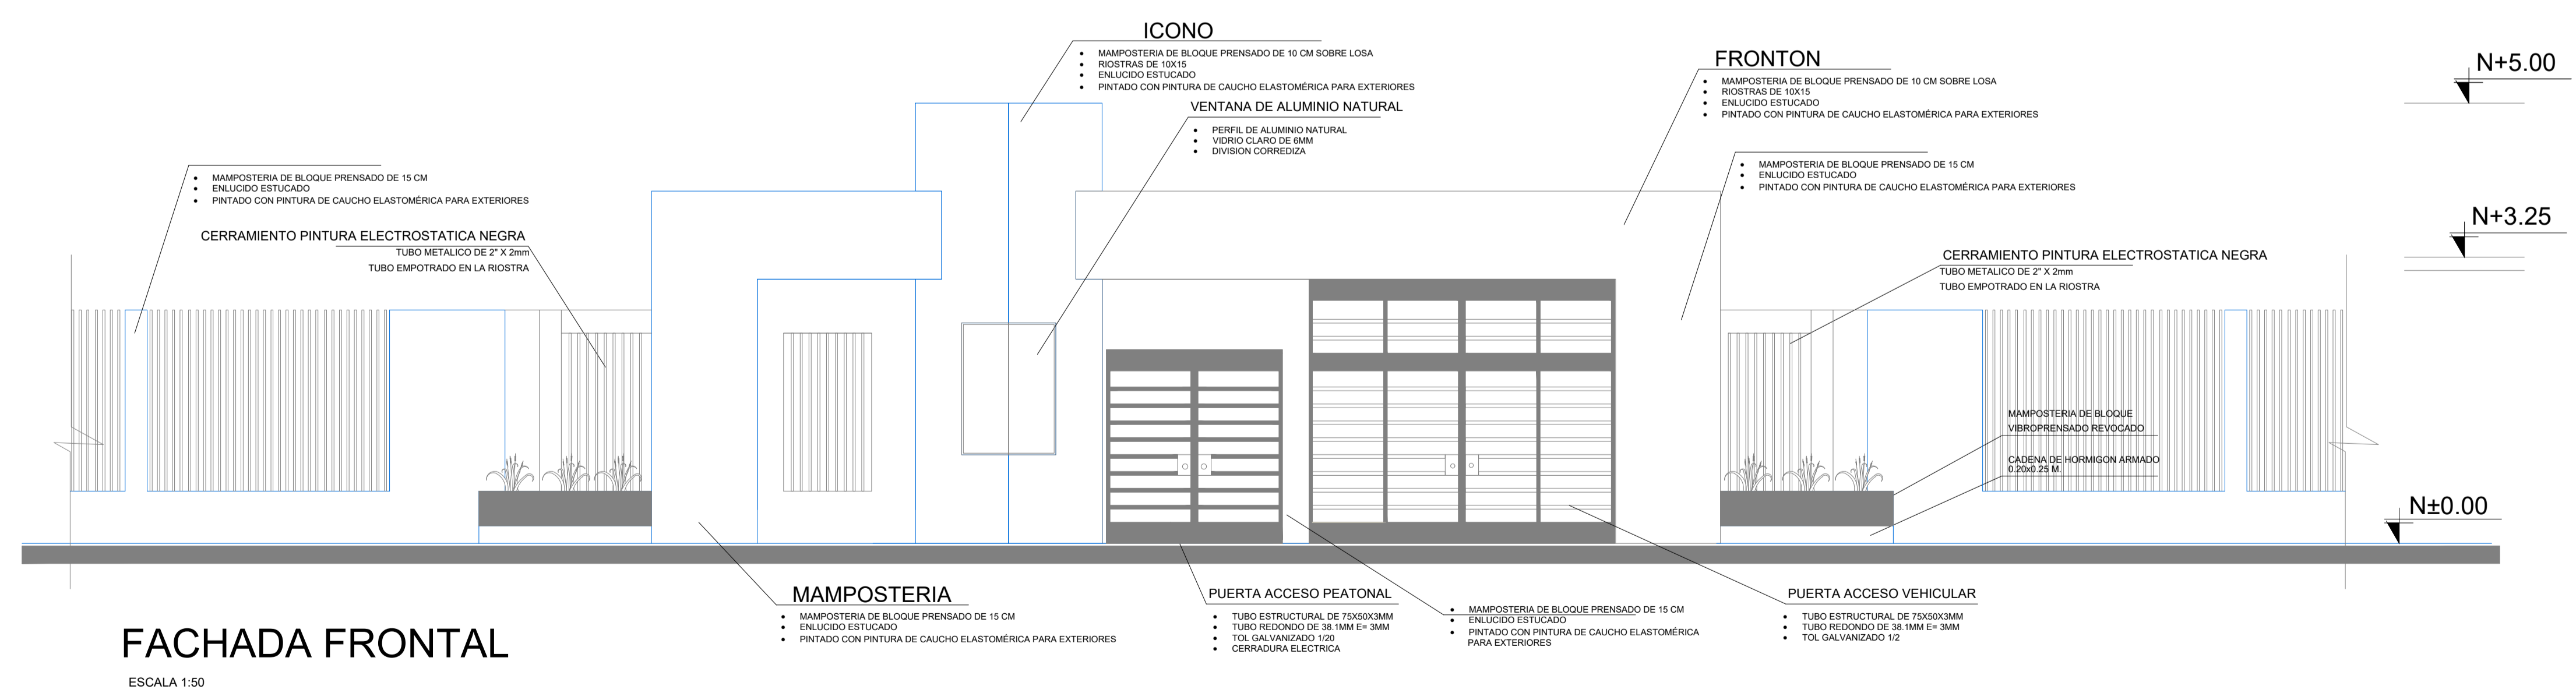 ICONO
• MAMPOSTERIA DE BLOQUE PRENSADO DE 10 CM SOBRE LOSA
• RIOSTRAS DE 10X15
• ENLUCIDO ESTUCADO
• PINTADO CON PINTURA DE CAUCHO ELASTOMÉRICA PARA EXTERIORES
VENTANA DE ALUMINIO NATURAL
• PERFIL DE ALUMINIO NATURAL
• VIDRIO CLARO DE 6MM
• DIVISION CORREDIZA
FRONTON
• MAMPOSTERIA DE BLOQUE PRENSADO DE 10 CM SOBRE LOSA
• RIOSTRAS DE 10X15
• ENLUCIDO ESTUCADO
• PINTADO CON PINTURA DE CAUCHO ELASTOMÉRICA PARA EXTERIORES
N+5.00
• MAMPOSTERIA DE BLOQUE PRENSADO DE 15 CM
• ENLUCIDO ESTUCADO
• PINTADO CON PINTURA DE CAUCHO ELASTOMÉRICA PARA EXTERIORES
• MAMPOSTERIA DE BLOQUE PRENSADO DE 15 CM
• ENLUCIDO ESTUCADO
• PINTADO CON PINTURA DE CAUCHO ELASTOMÉRICA PARA EXTERIORES
N+3.25
CERRAMIENTO PINTURA ELECTROSTATICA NEGRA
TUBO METALICO DE 2" X 2mm
TUBO EMPOTRADO EN LA RIOSTRA
CERRAMIENTO PINTURA ELECTROSTATICA NEGRA
TUBO METALICO DE 2" X 2mm
TUBO EMPOTRADO EN LA RIOSTRA
MAMPOSTERIA DE BLOQUE
VIBROPRENSADO REVOCADO
CADENA DE HORMIGON ARMADO
0.20x0.25 M.
N±0.00
MAMPOSTERIA
• MAMPOSTERIA DE BLOQUE PRENSADO DE 15 CM
• ENLUCIDO ESTUCADO
• PINTADO CON PINTURA DE CAUCHO ELASTOMÉRICA PARA EXTERIORES
PUERTA ACCESO PEATONAL
• TUBO ESTRUCTURAL DE 75X50X3MM
• TUBO REDONDO DE 38.1MM E= 3MM
• TOL GALVANIZADO 1/20
• CERRADURA ELECTRICA
• MAMPOSTERIA DE BLOQUE PRENSADO DE 15 CM
• ENLUCIDO ESTUCADO
• PINTADO CON PINTURA DE CAUCHO ELASTOMÉRICA
PARA EXTERIORES
PUERTA ACCESO VEHICULAR
• TUBO ESTRUCTURAL DE 75X50X3MM
• TUBO REDONDO DE 38.1MM E= 3MM
• TOL GALVANIZADO 1/2
FACHADA FRONTAL
ESCALA 1:50